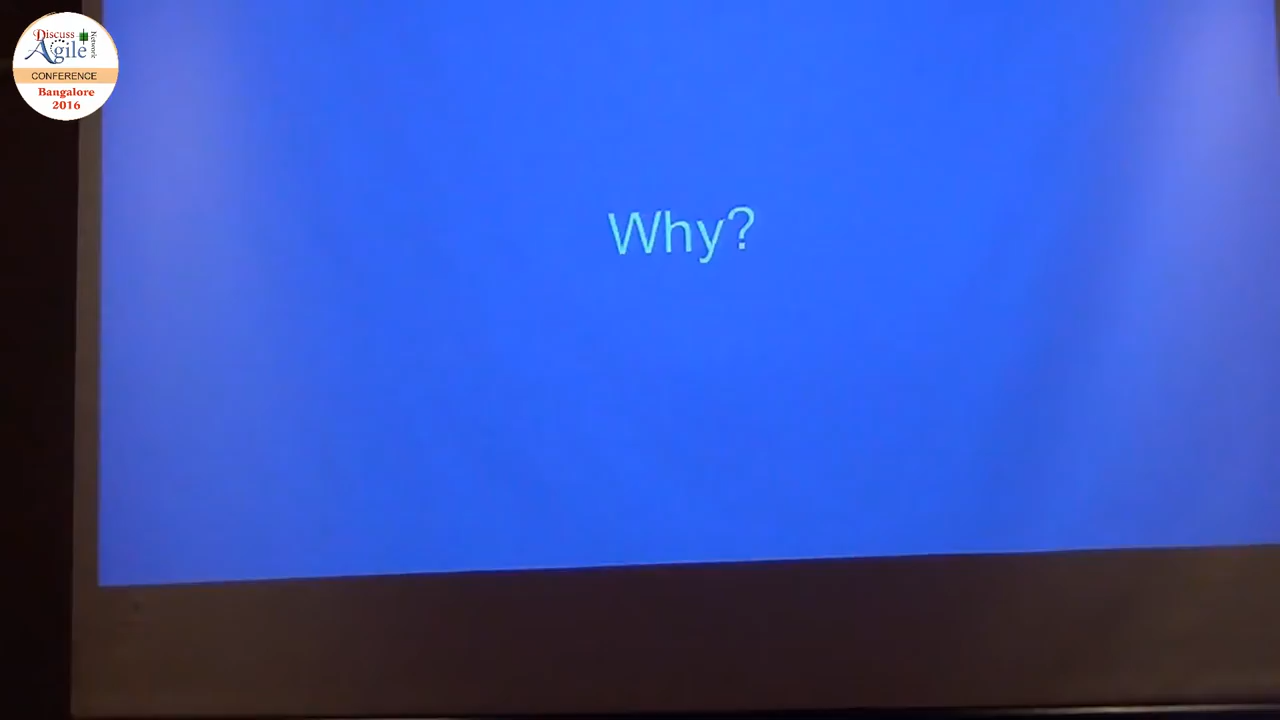 Discuss
Agile
Network
CONFERENCE
Bangalore
2016
Why?